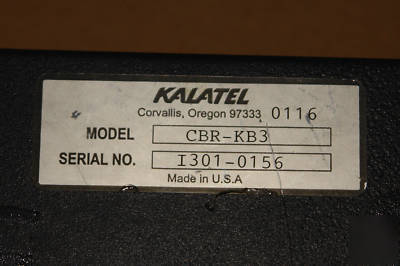 KALATEL
Corvallis, Oregon 97333 0116
MODEL CBR-KB3
SERIAL NO. I301-0156
Made in U.S.A